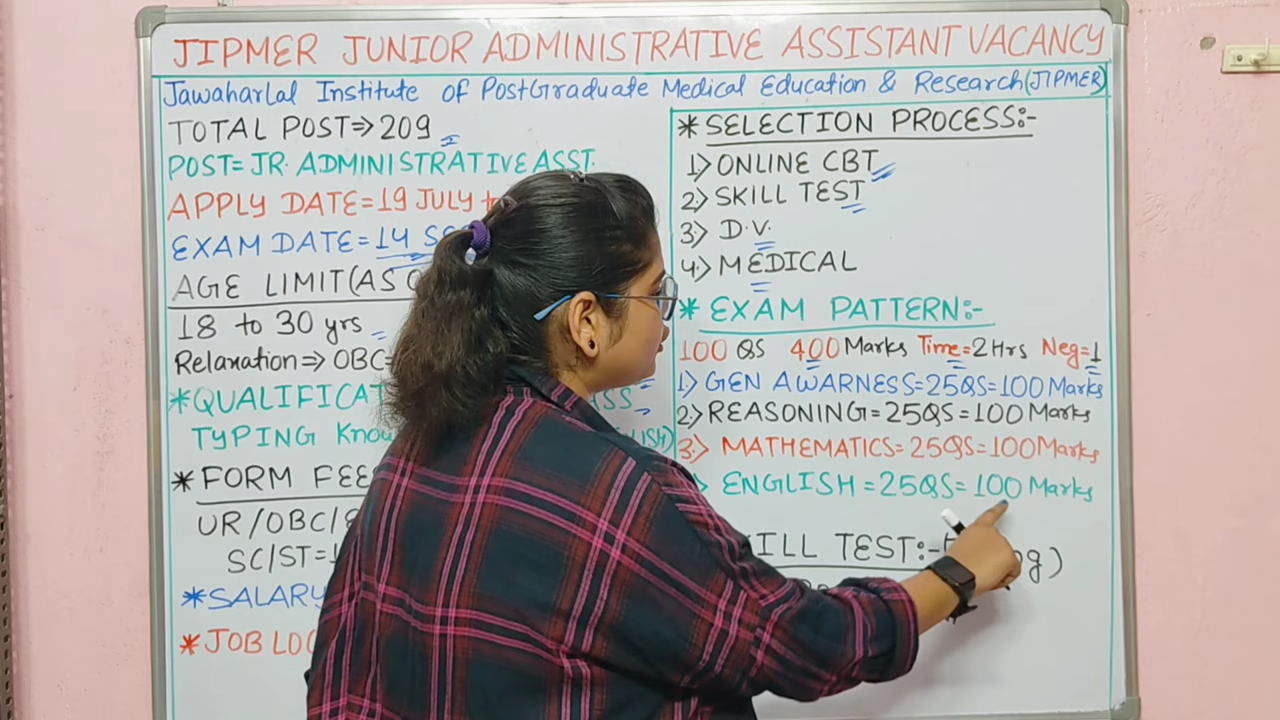 JIPMER JUNIOR ADMINISTRATIVE ASSISTANT VACANCY
Jawaharlal Institute of PostGraduate Medical Education & Research(JIPMER)
TOTAL POST⇒209
POST=JR. ADMINISTRATIVE ASST.
APPLY DATE=19 JULY
EXAM DATE=14
AGE LIMIT(AS
18 to 30 yrs
Relaxation⇒OBC=
*QUALIFICAT
TYPING Know
*FORM FEE
UR/OBC/
SC/ST=
*SALARY
*JOB LOC
*SELECTION PROCESS:-
1) ONLINE CBT
2) SKILL TEST
3) D.V.
4) MEDICAL
*EXAM PATTERN:-
100 QS 400 Marks Time=2Hrs Neg=1
1) GEN AWARNESS=25QS=100 Marks
2) REASONING=25QS=100 Marks
3) MATHEMATICS=25QS=100Marks
ENGLISH=25QS=100 Marks
ILL TEST:-